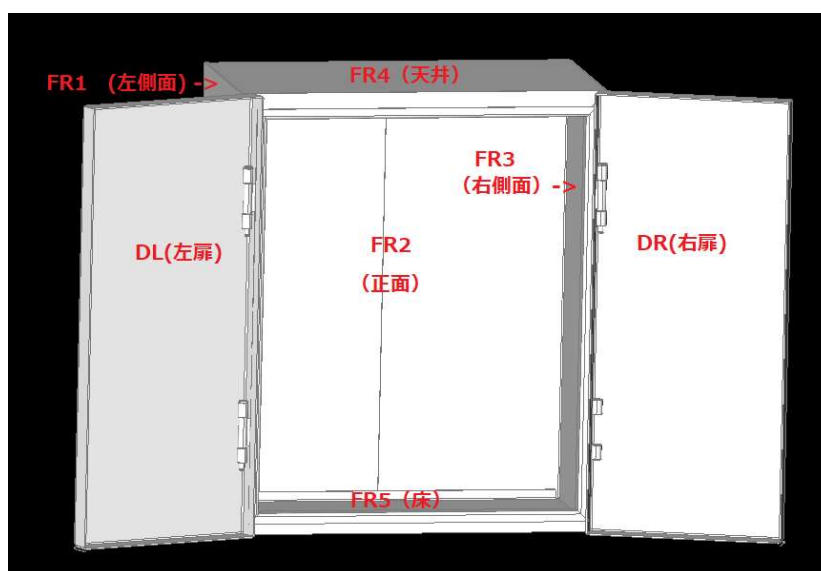 FR4（天井）
FR1　(左側面) ->
FR3
（右側面）->
DL(左扉)
FR2
（正面）
DR(右扉)
FR5（床）